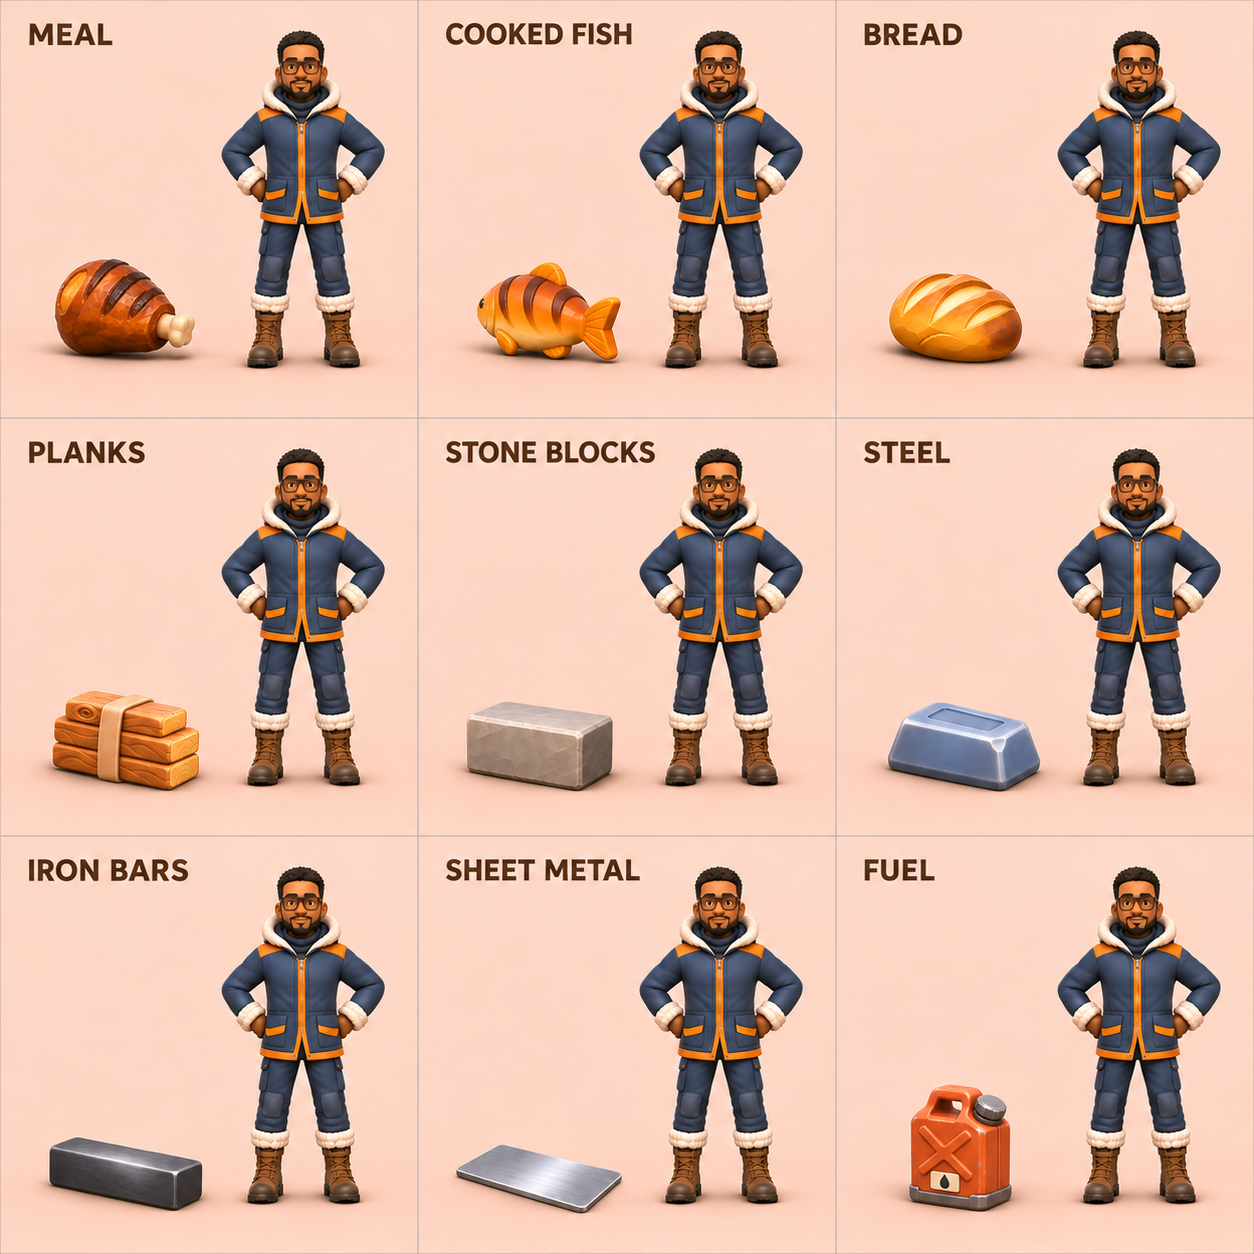 MEAL
COOKED FISH
BREAD
PLANKS
STONE BLOCKS
STEEL
IRON BARS
SHEET METAL
FUEL